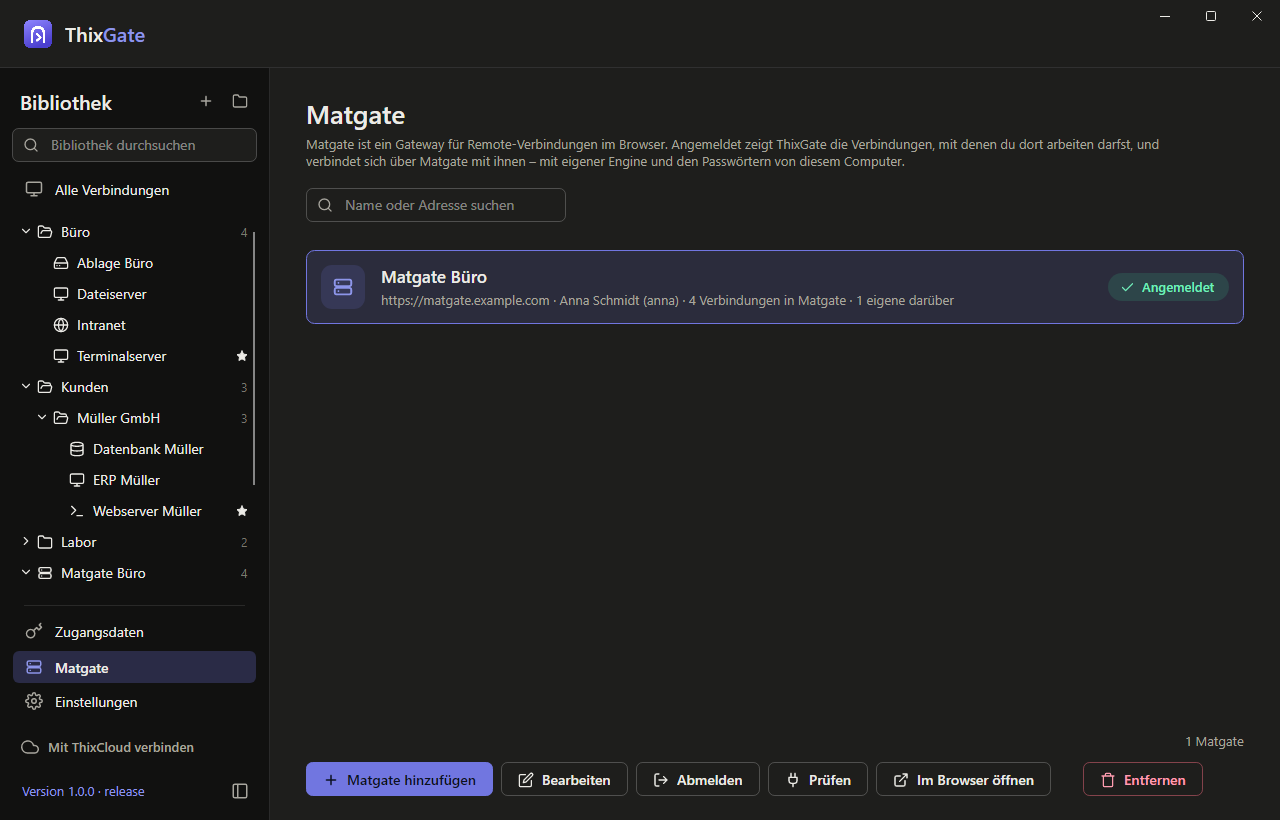 ThixGate
Bibliothek
Bibliothek durchsuchen
Alle Verbindungen
Büro 4
Ablage Büro
Dateiserver
Intranet
Terminalserver
Kunden 3
Müller GmbH 3
Datenbank Müller
ERP Müller
Webserver Müller
Labor 2
Matgate Büro 4
Zugangsdaten
Matgate
Einstellungen
Mit ThixCloud verbinden
Version 1.0.0 · release
Matgate
Matgate ist ein Gateway für Remote-Verbindungen im Browser. Angemeldet zeigt ThixGate die Verbindungen, mit denen du dort arbeiten darfst, und
verbindet sich über Matgate mit ihnen – mit eigener Engine und den Passwörtern von diesem Computer.
Name oder Adresse suchen
Matgate Büro
https://matgate.example.com · Anna Schmidt (anna) · 4 Verbindungen in Matgate · 1 eigene darüber
Angemeldet
1 Matgate
Matgate hinzufügen
Bearbeiten
Abmelden
Prüfen
Im Browser öffnen
Entfernen